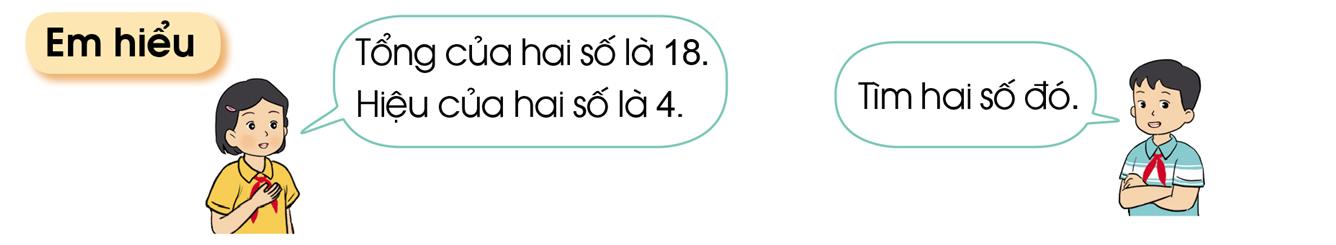 Em hiểu
Tổng của hai số là 18.
Hiệu của hai số là 4.
Tìm hai số đó.